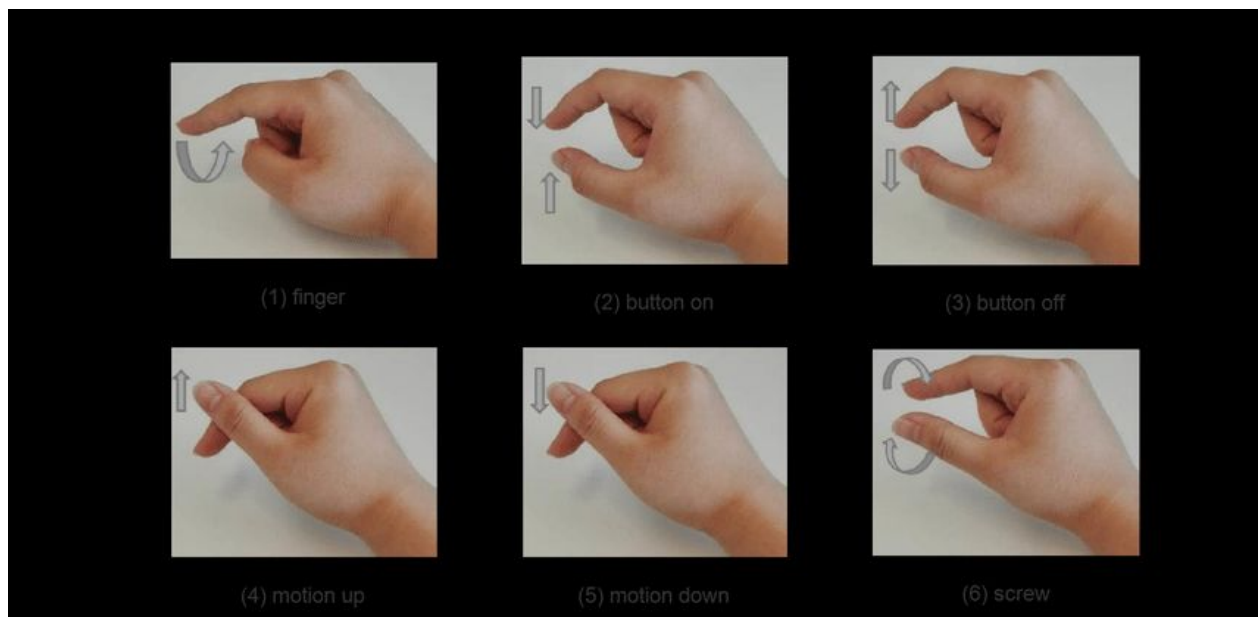 (1) finger
(2) button on
(3) button off
(4) motion up
(5) motion down
(6) screw